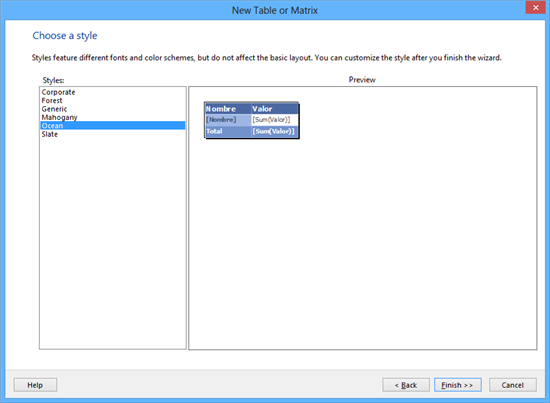 New Table or Matrix
Choose a style
Styles feature different fonts and color schemes, but do not affect the basic layout. You can customize the style after you finish the wizard.
Styles:
Corporate
Forest
Generic
Mahogany
Ocean
Slate
Preview
Nombre Valor
[Nombre] [Sum(Valor)]
Total [Sum(Valor)]
Help
< Back
Finish >>
Cancel